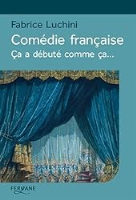 Fabrice Luchini
Comédie française
Ça a débuté comme ça...
FERYANE